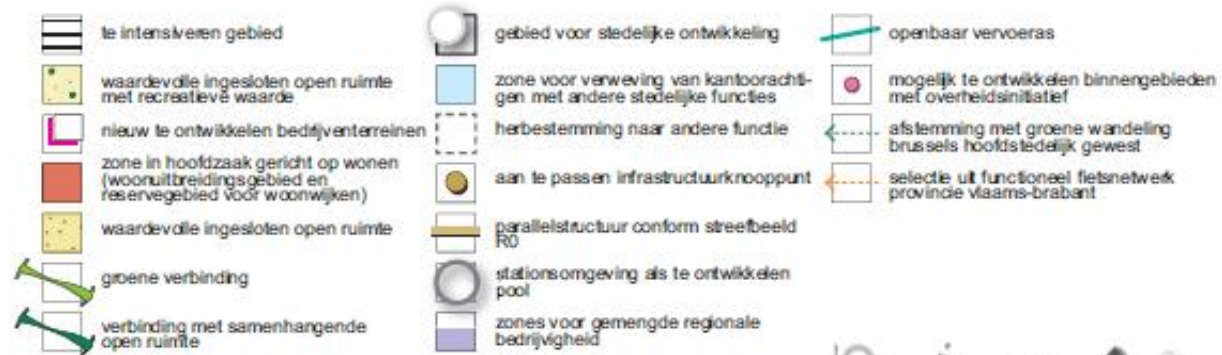 te intensiveren gebied
waardevolle ingesloten open ruimte
met recreatieve waarde
nieuw te ontwikkelen bedrijventerreinen
zone in hoofdzaak gericht op wonen
(woonuitbreidingsgebied en
reservegebied voor woonwijken)
waardevolle ingesloten open ruimte
groene verbinding
verbinding met samenhangende
open ruimte
gebied voor stedelijke ontwikkeling
zone voor verweving van kantoorachti-
gen met andere stedelijke functies
herbestemming naar andere functie
aan te passen infrastructuurknooppunt
parallelstructuur conform streefbeeld
R0
stationsomgeving als te ontwikkelen
pool
zones voor gemengde regionale
bedrijvigheid
openbaar vervoeras
mogelijk te ontwikkelen binnengebieden
met overheidsinitiatief
afstemming met groene wandeling
brussels hoofdstedelijk gewest
selectie uit functioneel fietsnetwerk
provincie vlaams-brabant